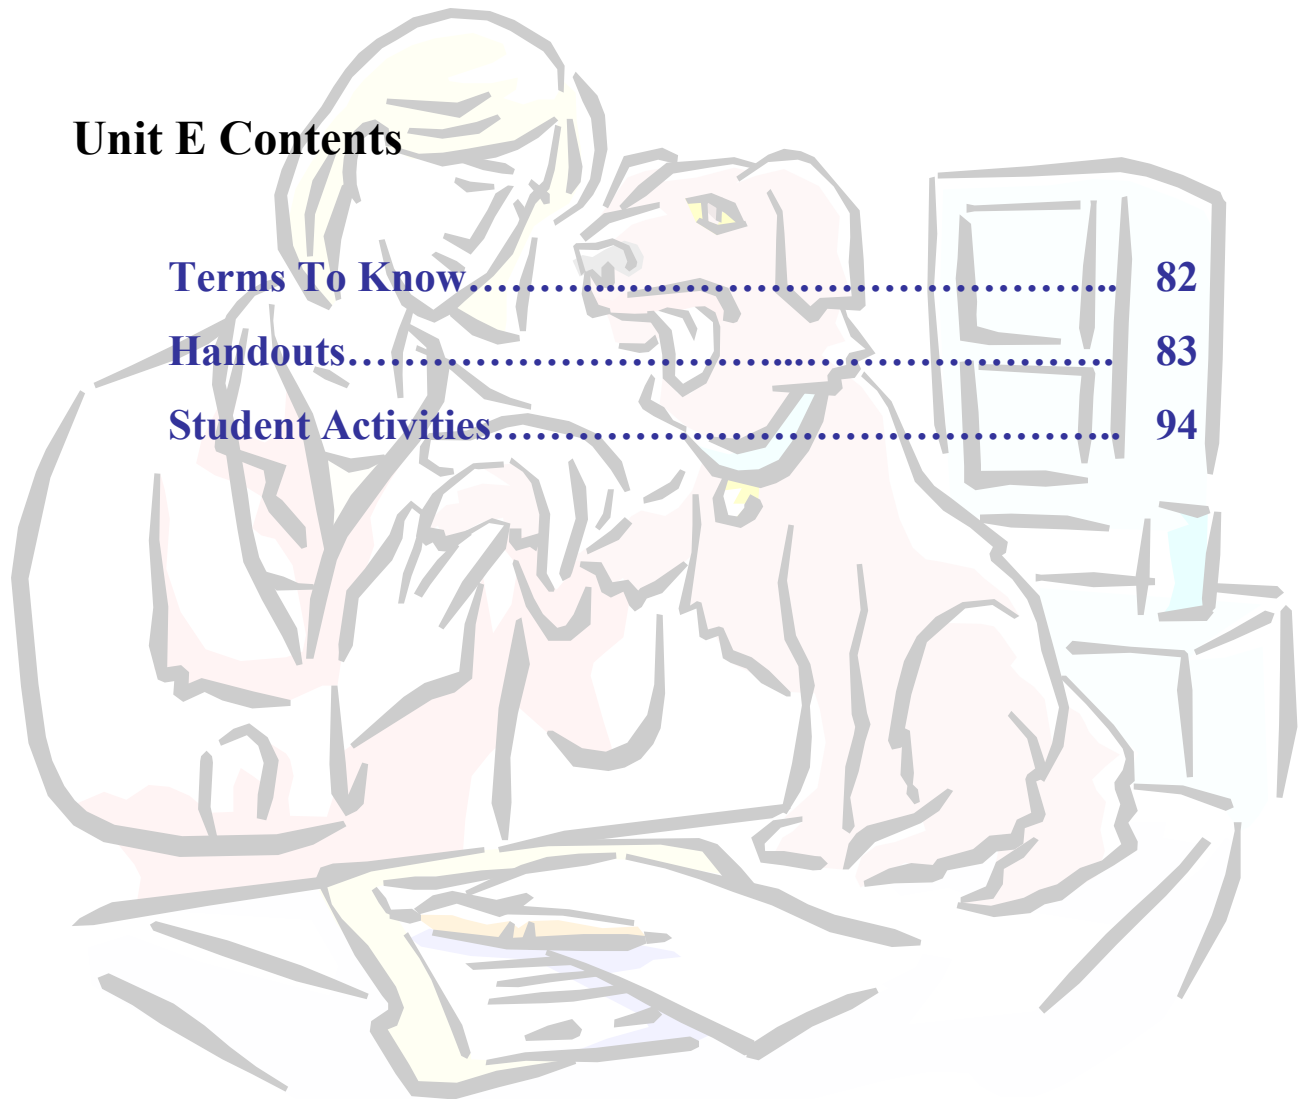 Unit E Contents
Terms To Know………...……………………………….. 82
Handouts…………………………...…………………. 83
Student Activities…………………………………….. 94